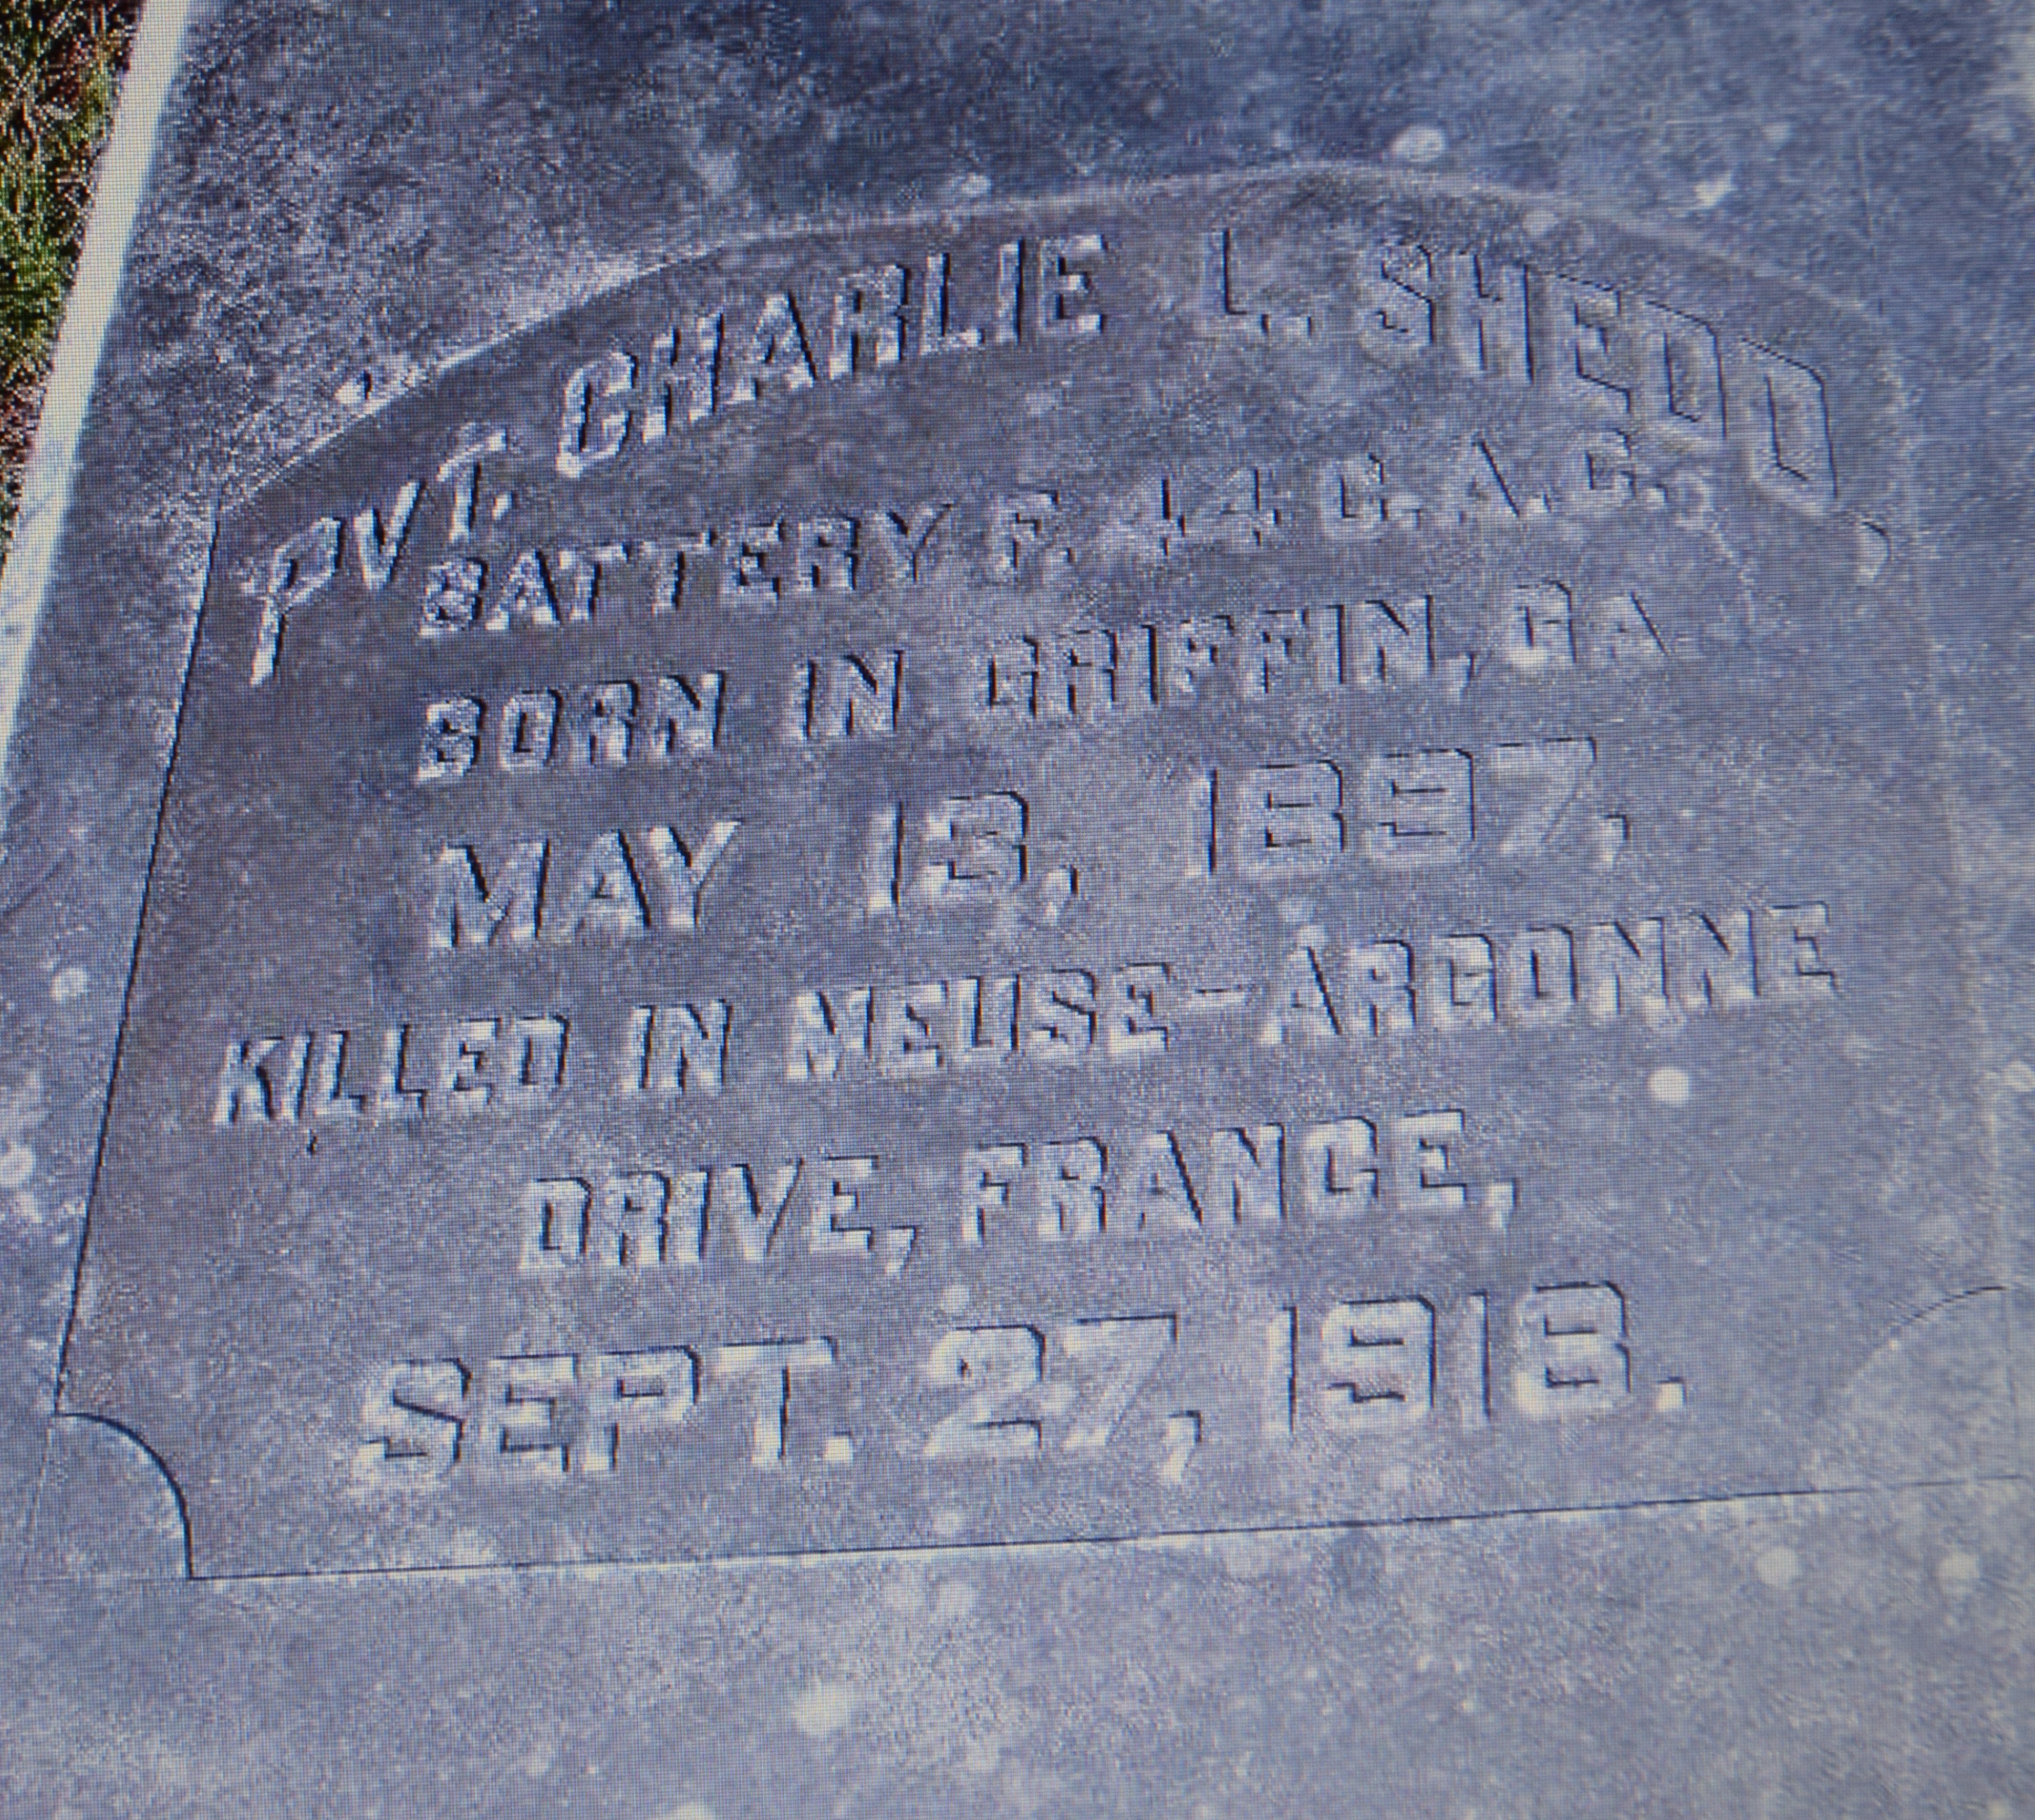 PVT. CHARLIE L. SHEDD
BATTERY F. 44 C. A. C.
BORN IN GRIFFIN, GA
MAY 13, 1897,
KILLED IN MEUSE-ARGONNE
DRIVE, FRANCE,
SEPT. 27, 1918.